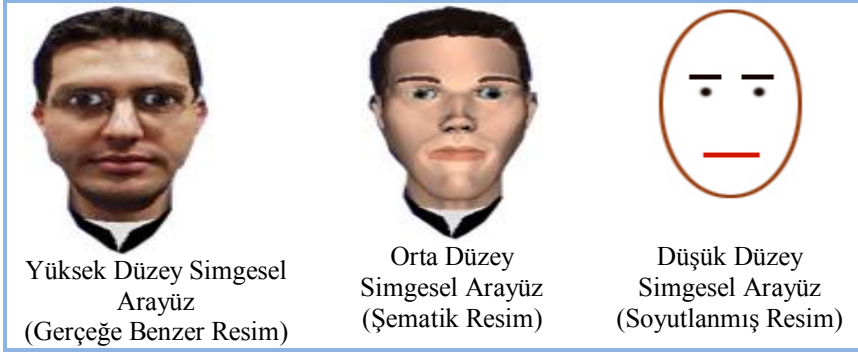 Yüksek Düzey Simgesel
Arayüz
(Gerçeğe Benzer Resim)
Orta Düzey
Simgesel Arayüz
(Şematik Resim)
Düşük Düzey
Simgesel Arayüz
(Soyutlanmış Resim)